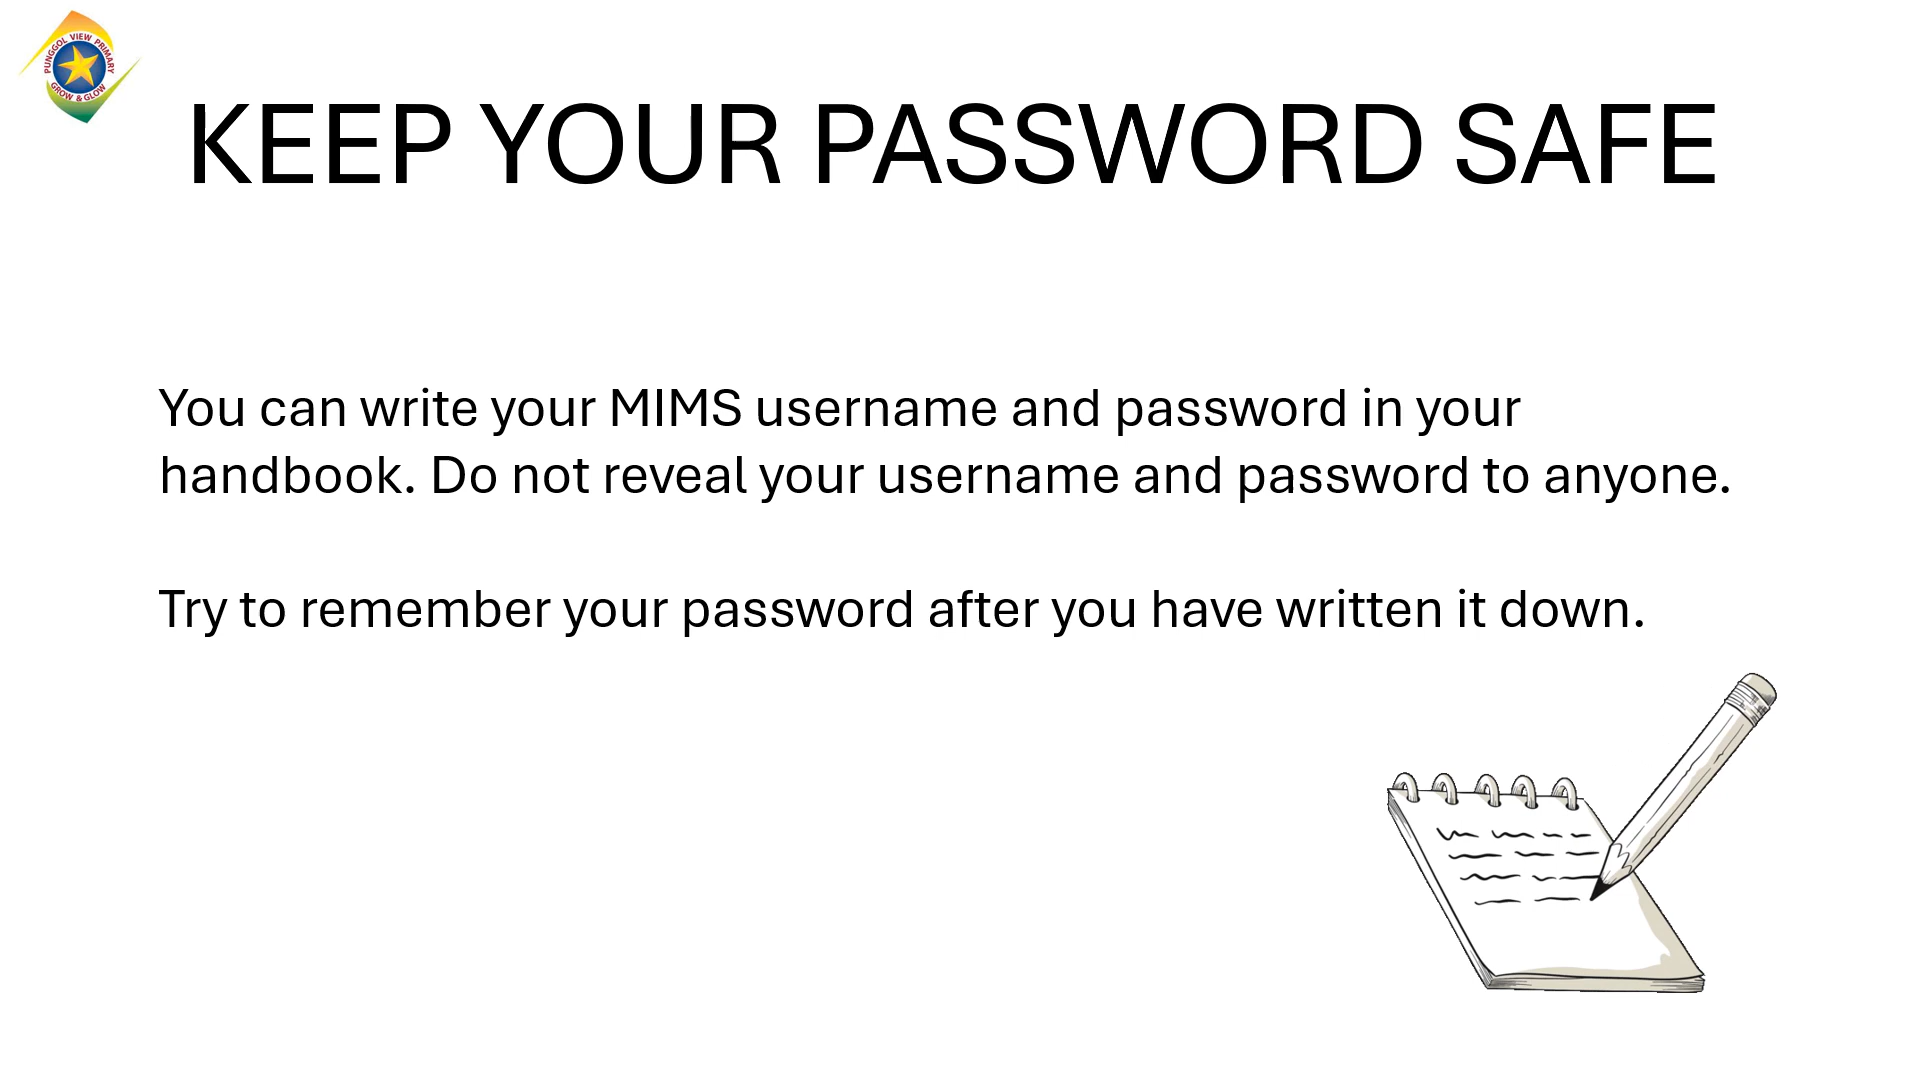 PUNGGOL VIEW PRIMARY
GROW & GLOW
KEEP YOUR PASSWORD SAFE
You can write your MIMS username and password in your
handbook. Do not reveal your username and password to anyone.
Try to remember your password after you have written it down.